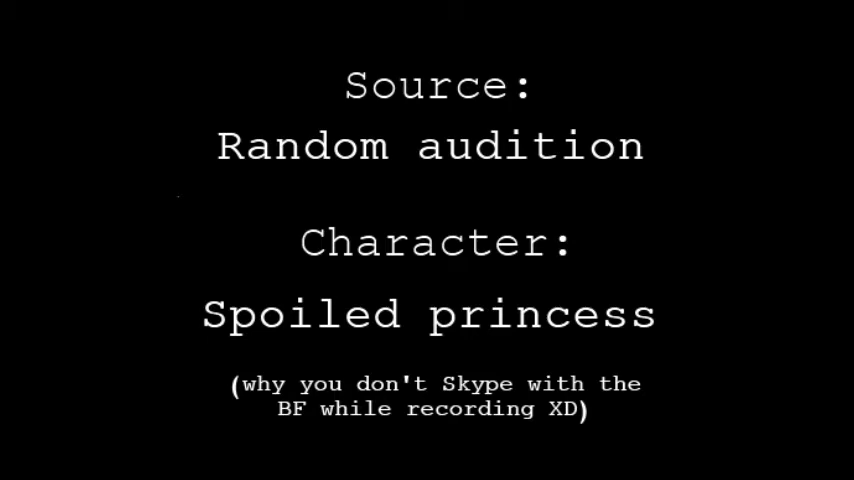 Source:
Random audition
Character:
Spoiled princess
(why you don't Skype with the
BF while recording XD)